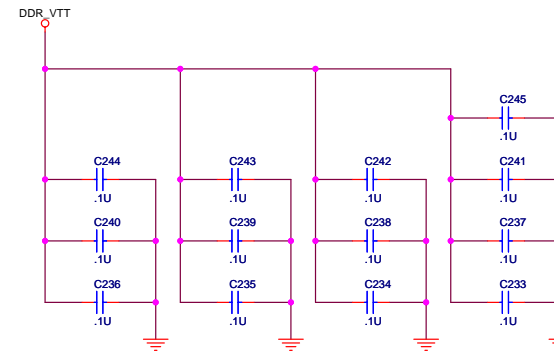 DDR_VTT
C245
.1U
C244
C243
C242
C241
.1U
.1U
.1U
.1U
C240
C239
C238
C237
.1U
.1U
.1U
.1U
C236
C235
C234
C233
.1U
.1U
.1U
.1U